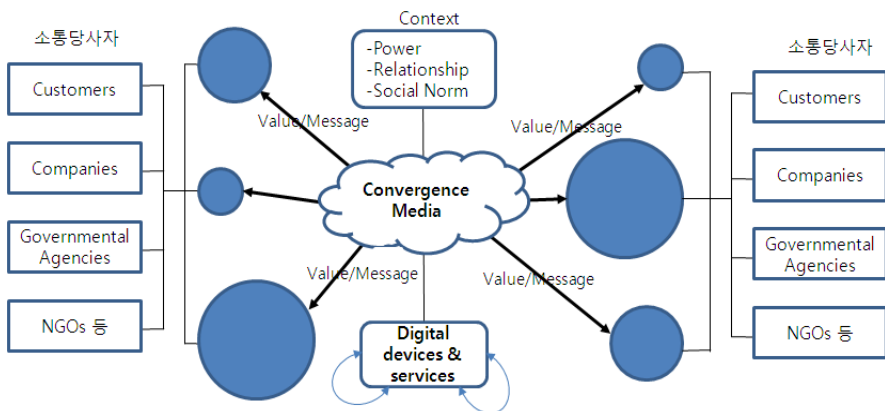 Context
소통당사자
-Power
-Relationship
-Social Norm
소통당사자
Customers
Value/Message
Value/Message
Customers
Companies
Convergence
Media
Companies
Governmental
Agencies
Value/Message
Value/Message
Governmental
Agencies
NGOs 등
Digital
devices &
services
NGOs 등